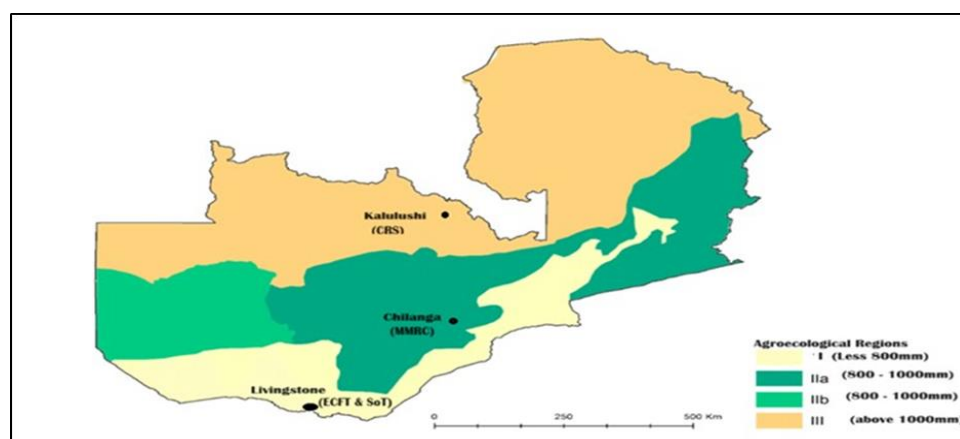 Kalulushi
(CRS)
Chilanga
(MMRC)
Livingstone
(ECFT & SoT)
0 250 500 Km
Agroecological Regions
I (Less 800mm)
IIa (800 - 1000mm)
IIb (800 - 1000mm)
III (above 1000mm)